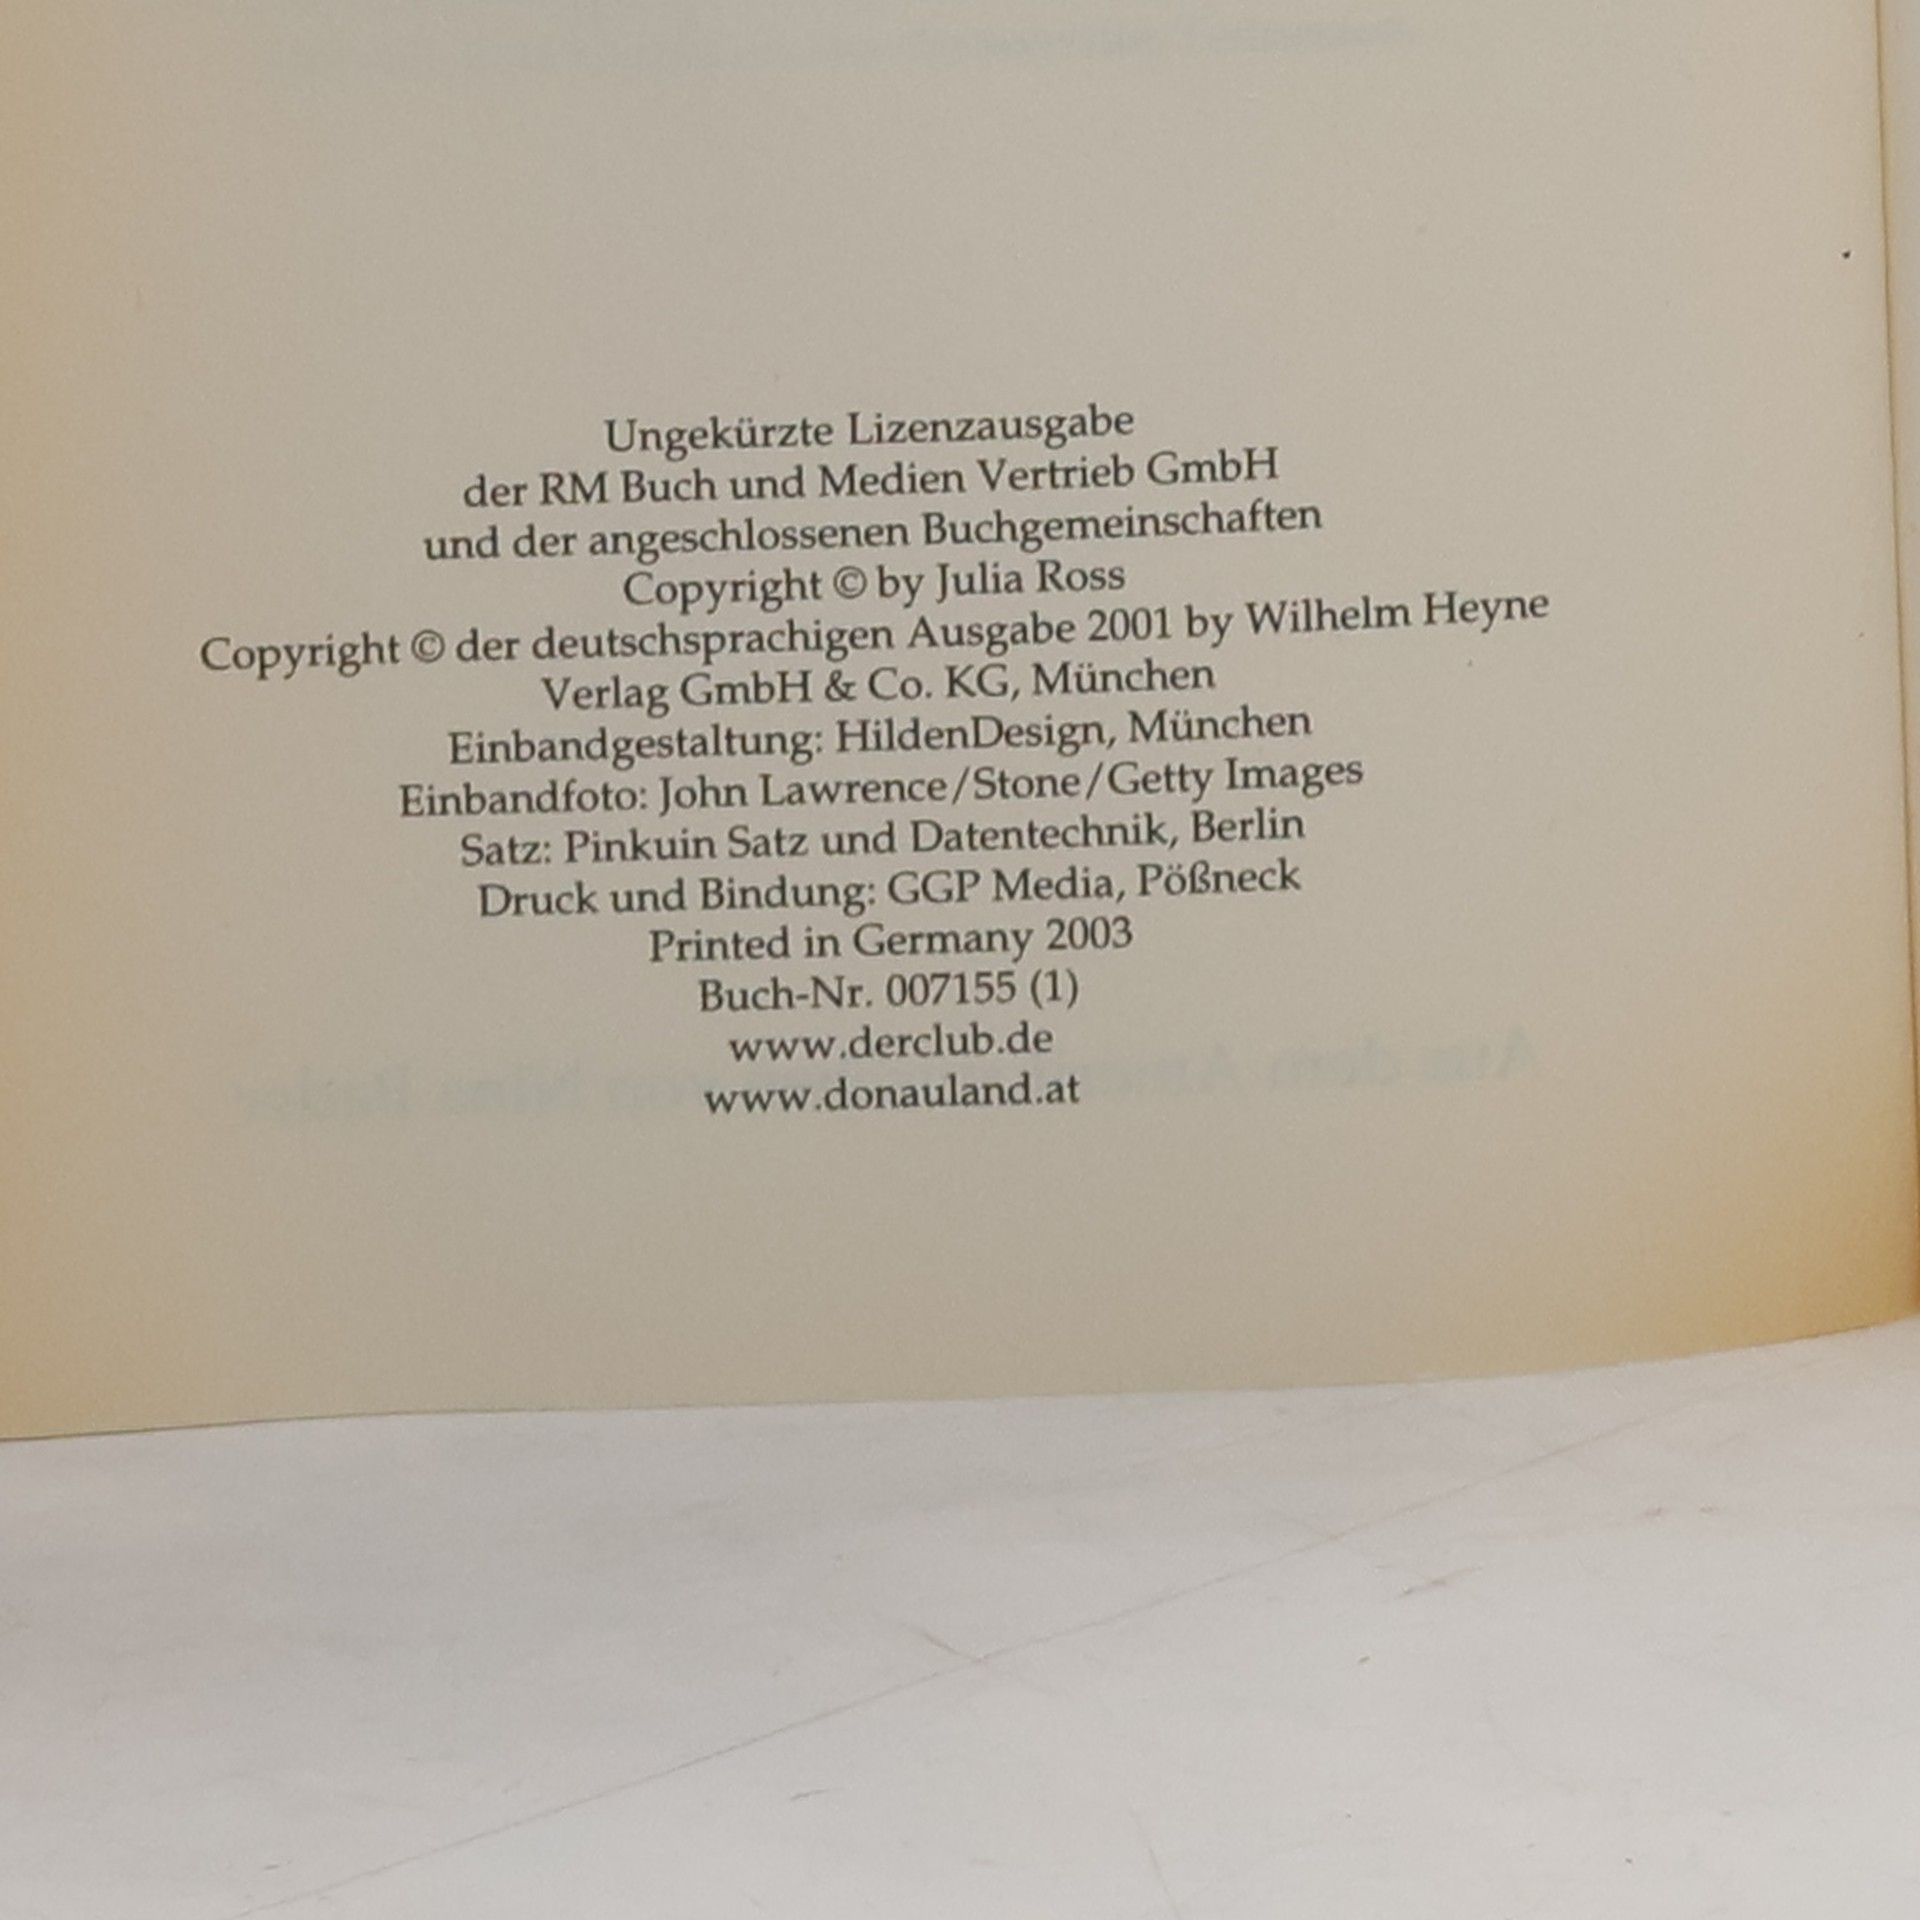 Ungekürzte Lizenzausgabe
der RM Buch und Medien Vertrieb GmbH
und der angeschlossenen Buchgemeinschaften
Copyright © by Julia Ross
Copyright © der deutschsprachigen Ausgabe 2001 by Wilhelm Heyne
Verlag GmbH & Co. KG, München
Einbandgestaltung: HildenDesign, München
Einbandfoto: John Lawrence/Stone/Getty Images
Satz: Pinkuin Satz und Datentechnik, Berlin
Druck und Bindung: GGP Media, Pößneck
Printed in Germany 2003
Buch-Nr. 007155 (1)
www.derclub.de
www.donauland.at